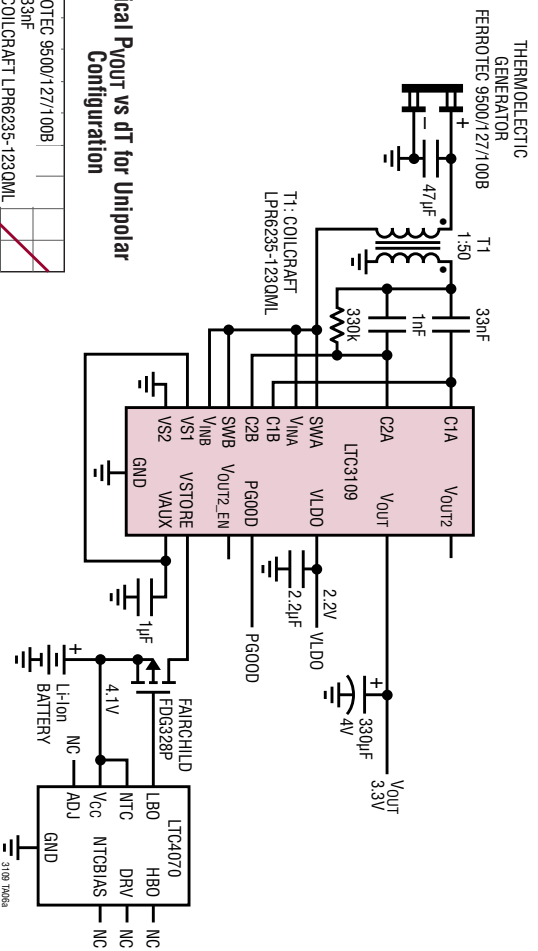 THERMOELECTIC
GENERATOR
FERROTEC 9500/127/100B
+
–
47µF
T1
1:50
T1: COILCRAFT
LPR6235-123QML
33nF
1nF
330k
C1A
C2A
SWA
VINA
C1B
C2B
SWB
VINB
VS1
VS2
LTC3109
VOUT2
VOUT
VLDO
PGOOD
VOUT2_EN
VSTORE
VAUX
GND
VOUT
3.3V
+
330µF
4V
2.2V
VLDO
2.2µF
PGOOD
1µF
FAIRCHILD
FDG328P
4.1V
+
Li-Ion
BATTERY
NC
LTC4070
LBO
NTC
VCC
ADJ
HBO
DRV
NTCBIAS
GND
NC
NC
NC
3109 TA06a
ical PVOUT vs dT for Unipolar
Configuration
ROTEC 9500/127/100B
33nF
COILCRAFT LPR6235-123QML